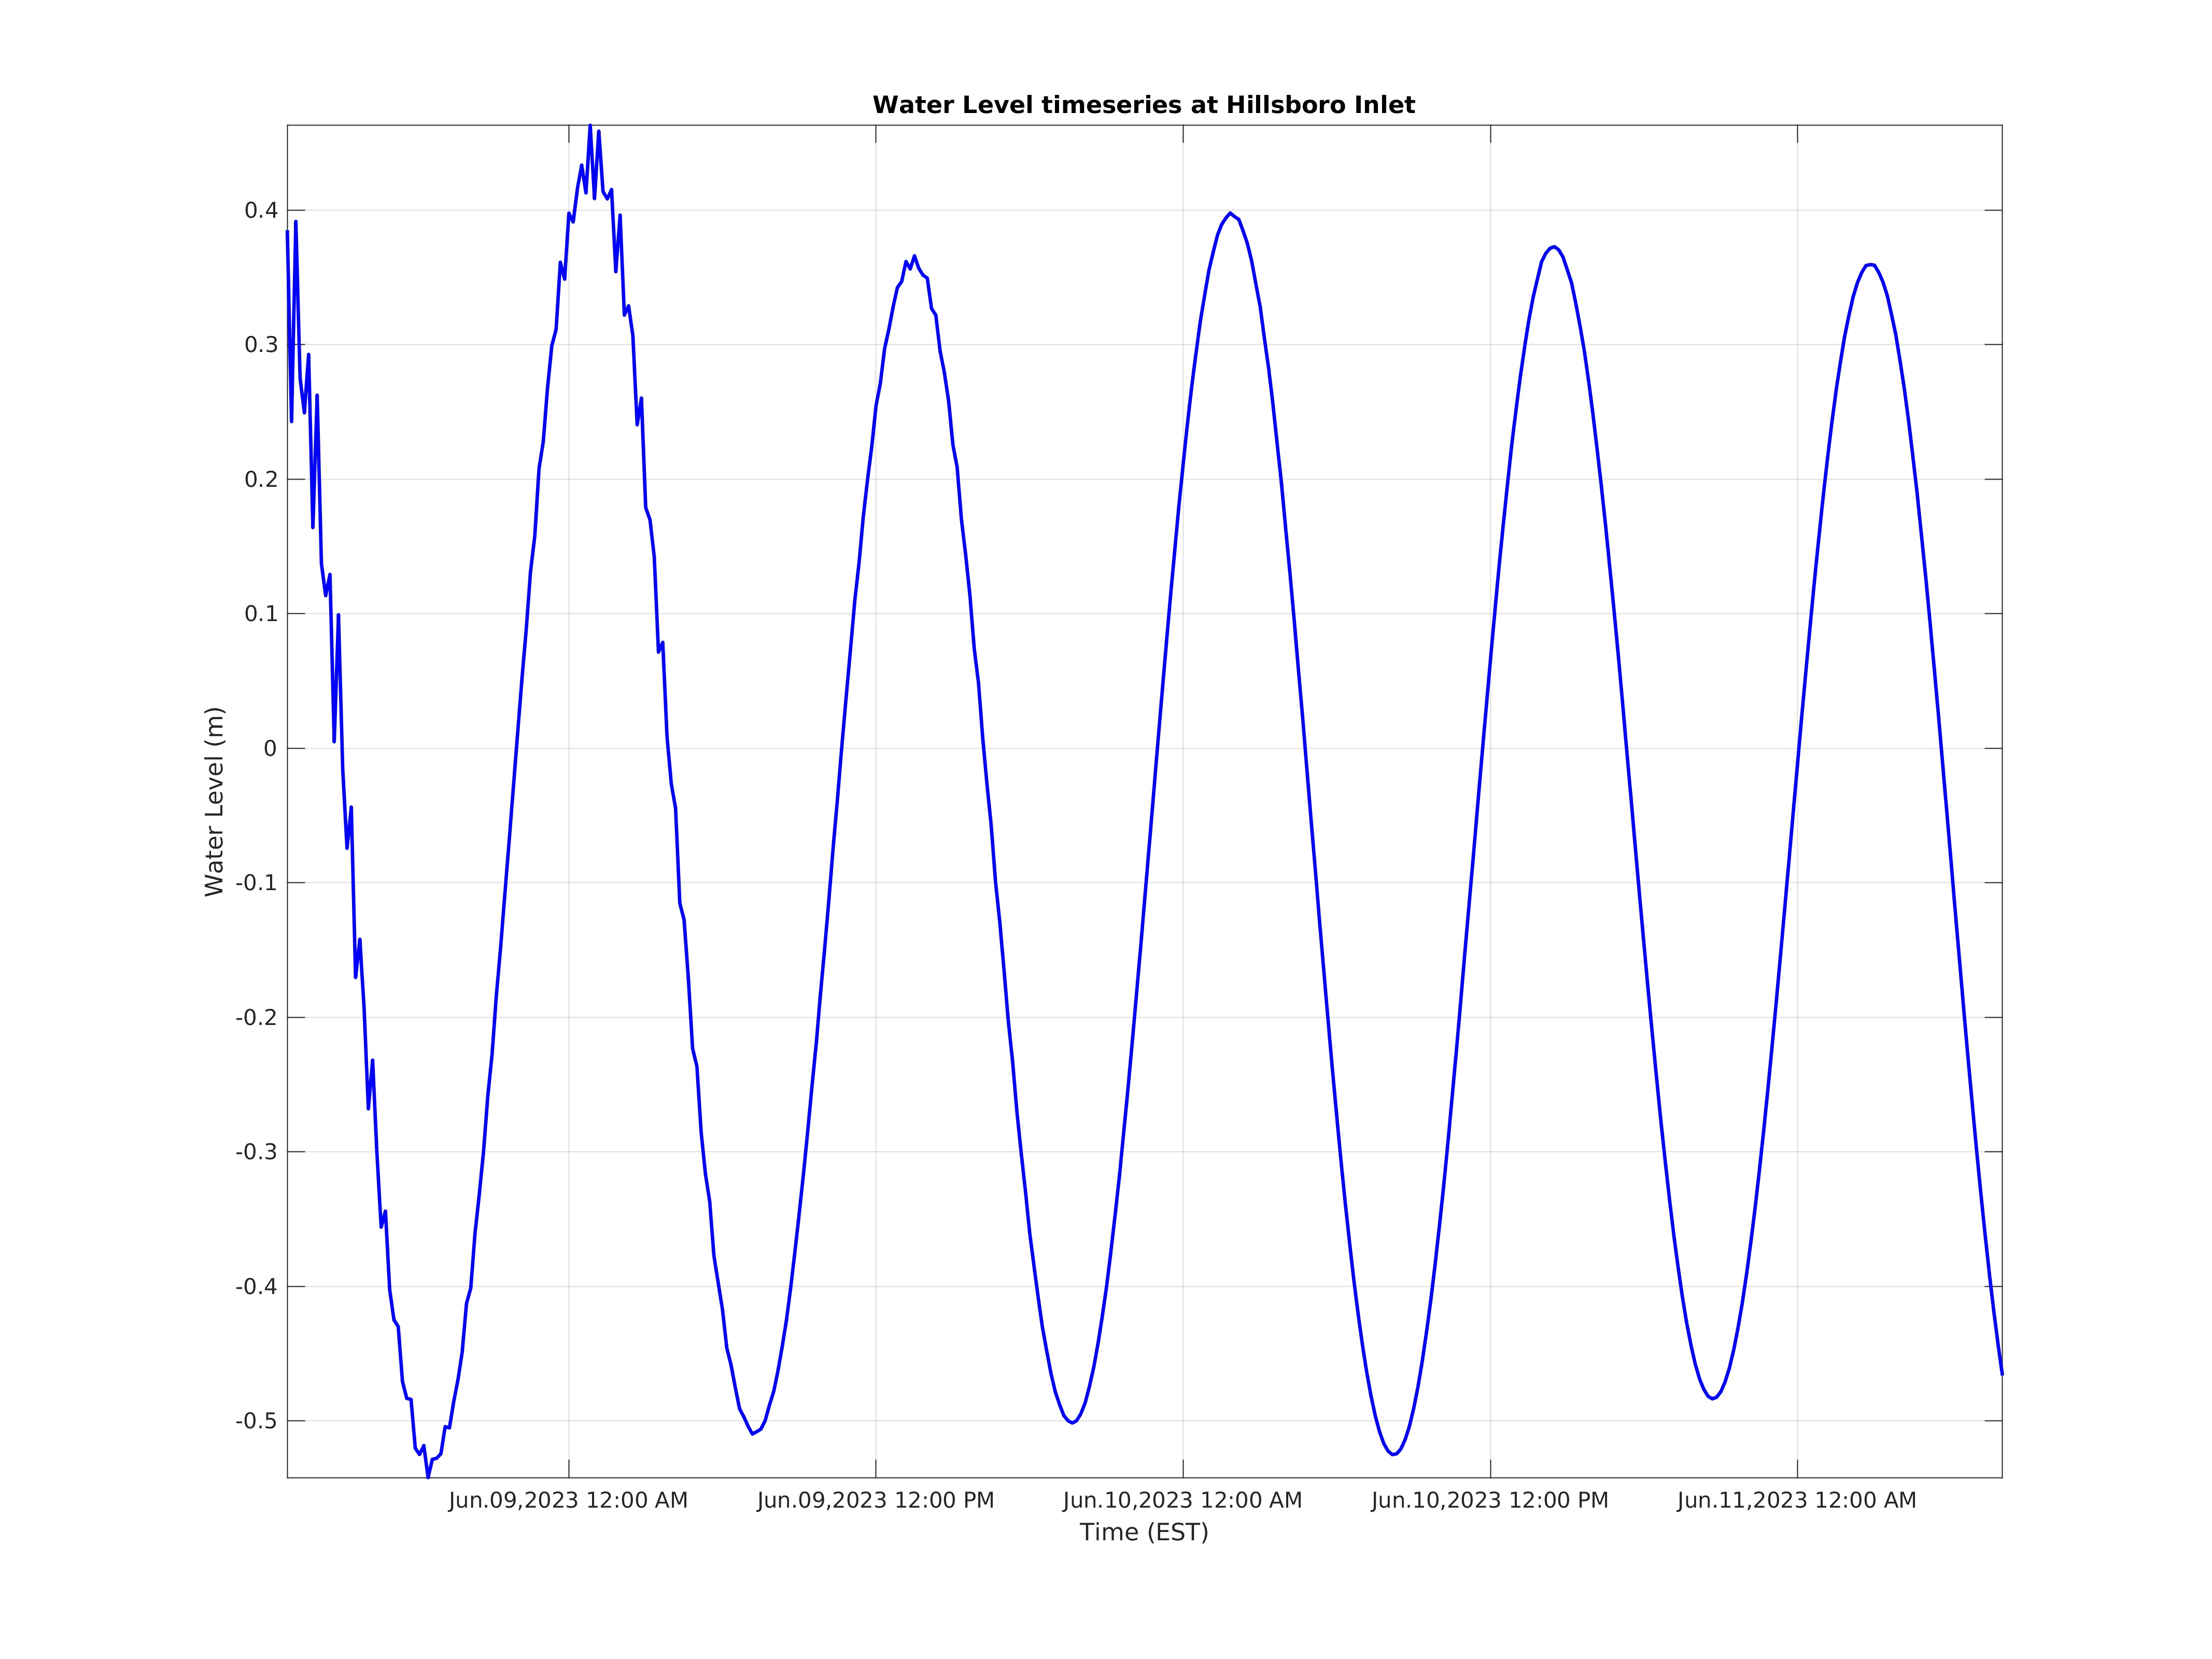 Water Level timeseries at Hillsboro Inlet
0.4
0.3
0.2
0.1
0
-0.1
-0.2
-0.3
-0.4
-0.5
Water Level (m)
Jun.09,2023 12:00 AM
Jun.09,2023 12:00 PM
Jun.10,2023 12:00 AM
Jun.10,2023 12:00 PM
Jun.11,2023 12:00 AM
Time (EST)